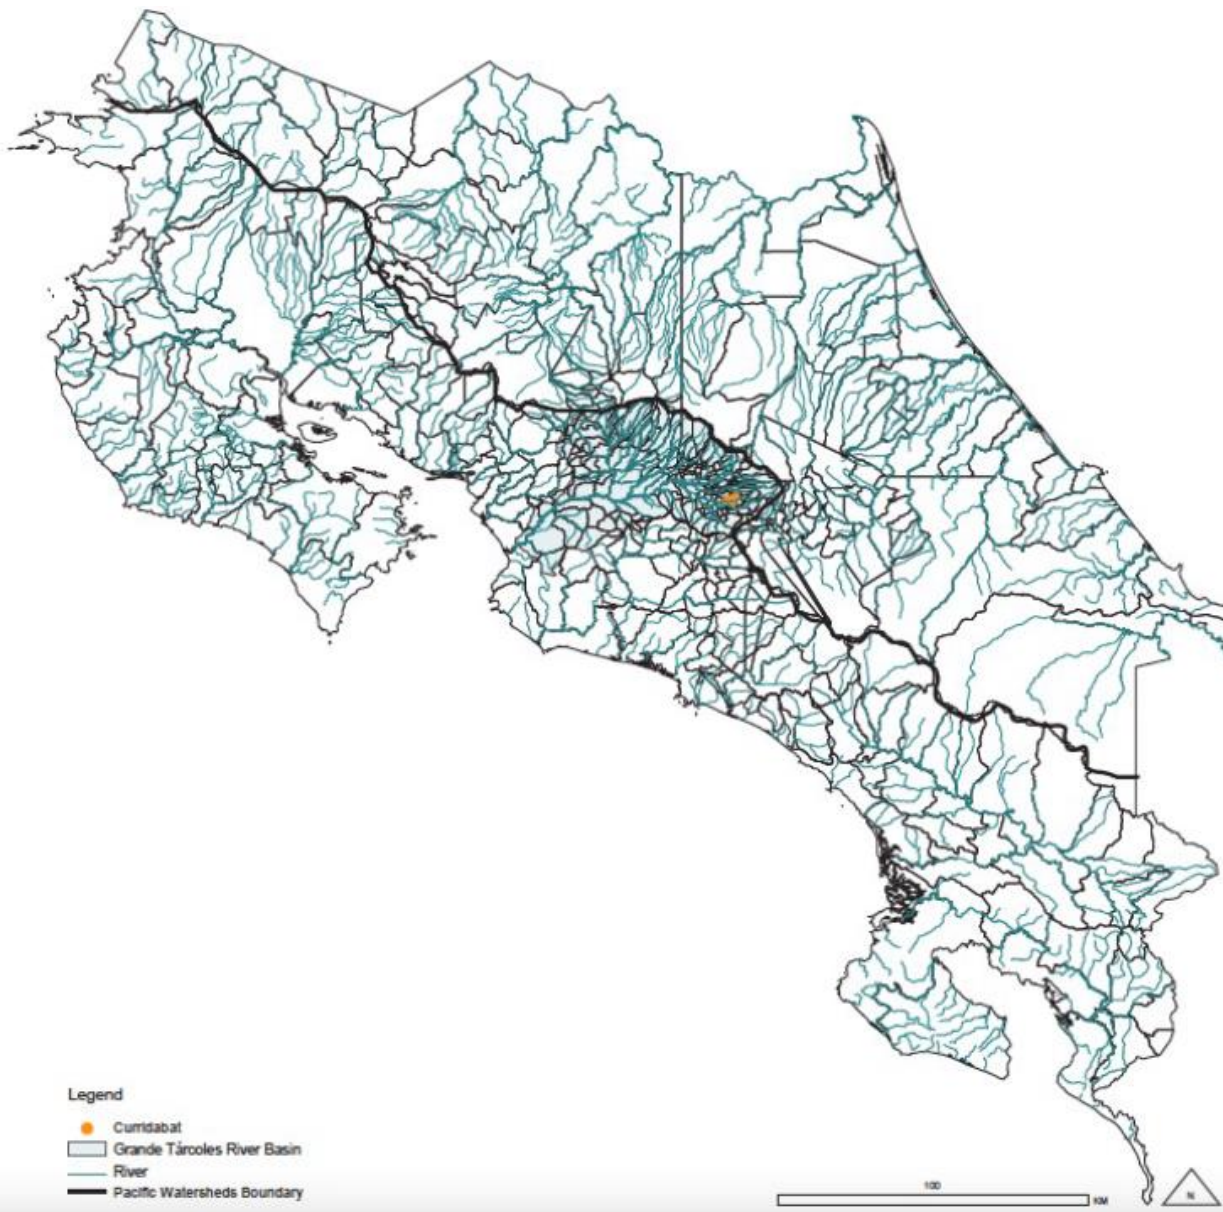 Legend
Curridabat
Grande Tárcoles River Basin
River
Pacific Watersheds Boundary
100
KM
N